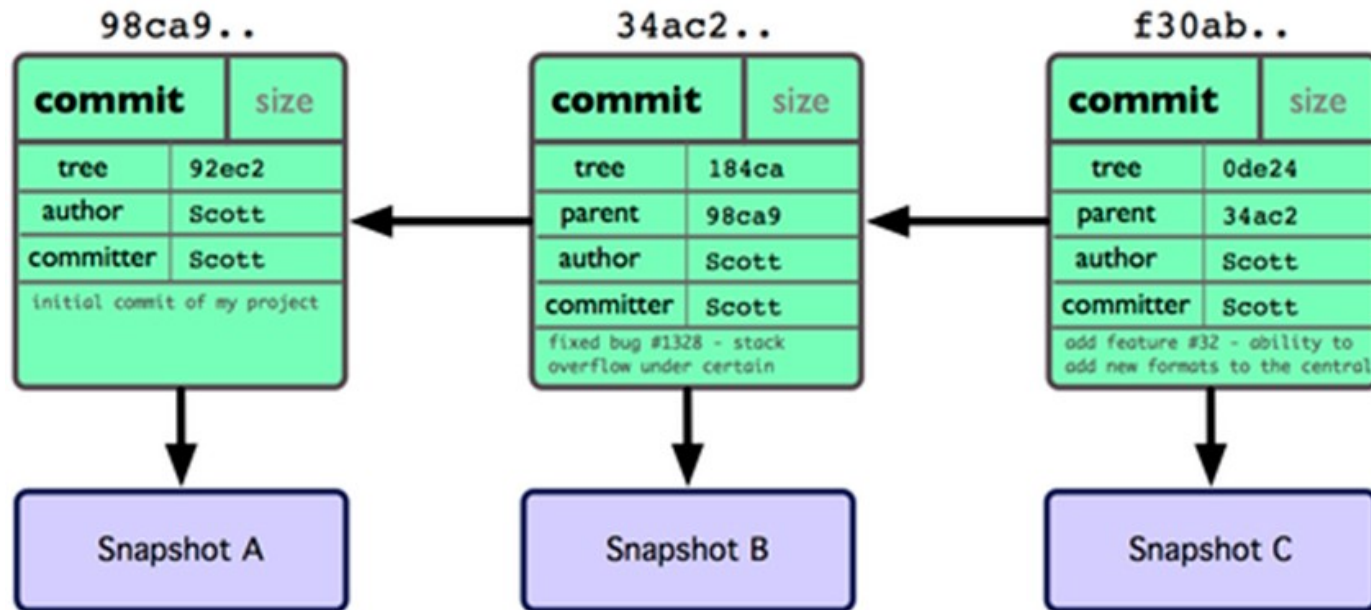 98ca9..
34ac2..
f30ab..
commit size
tree 92ec2
author Scott
committer Scott
initial commit of my project
commit size
tree 184ca
parent 98ca9
author Scott
committer Scott
fixed bug #1328 - stack
overflow under certain
commit size
tree 0de24
parent 34ac2
author Scott
committer Scott
add feature #32 - ability to
add new formats to the central
Snapshot A
Snapshot B
Snapshot C